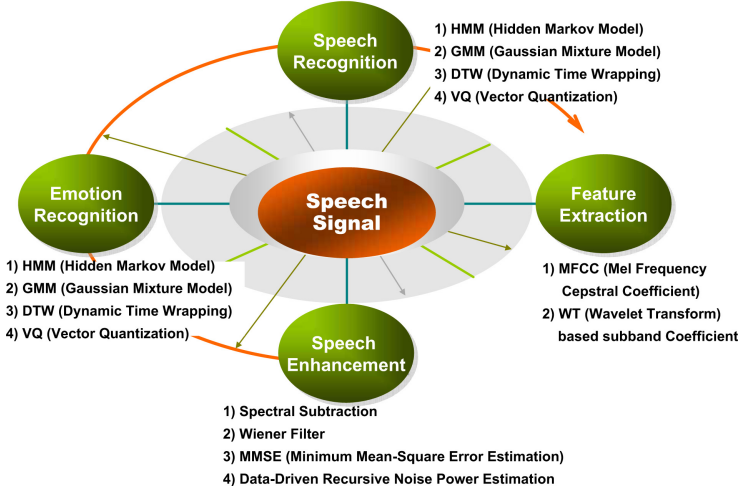 Speech
Recognition
1) HMM (Hidden Markov Model)
2) GMM (Gaussian Mixture Model)
3) DTW (Dynamic Time Wrapping)
4) VQ (Vector Quantization)
Emotion
Recognition
Speech
Signal
Feature
Extraction
1) HMM (Hidden Markov Model)
2) GMM (Gaussian Mixture Model)
3) DTW (Dynamic Time Wrapping)
4) VQ (Vector Quantization)
1) MFCC (Mel Frequency
Cepstral Coefficient)
2) WT (Wavelet Transform)
based subband Coefficient
Speech
Enhancement
1) Spectral Subtraction
2) Wiener Filter
3) MMSE (Minimum Mean-Square Error Estimation)
4) Data-Driven Recursive Noise Power Estimation